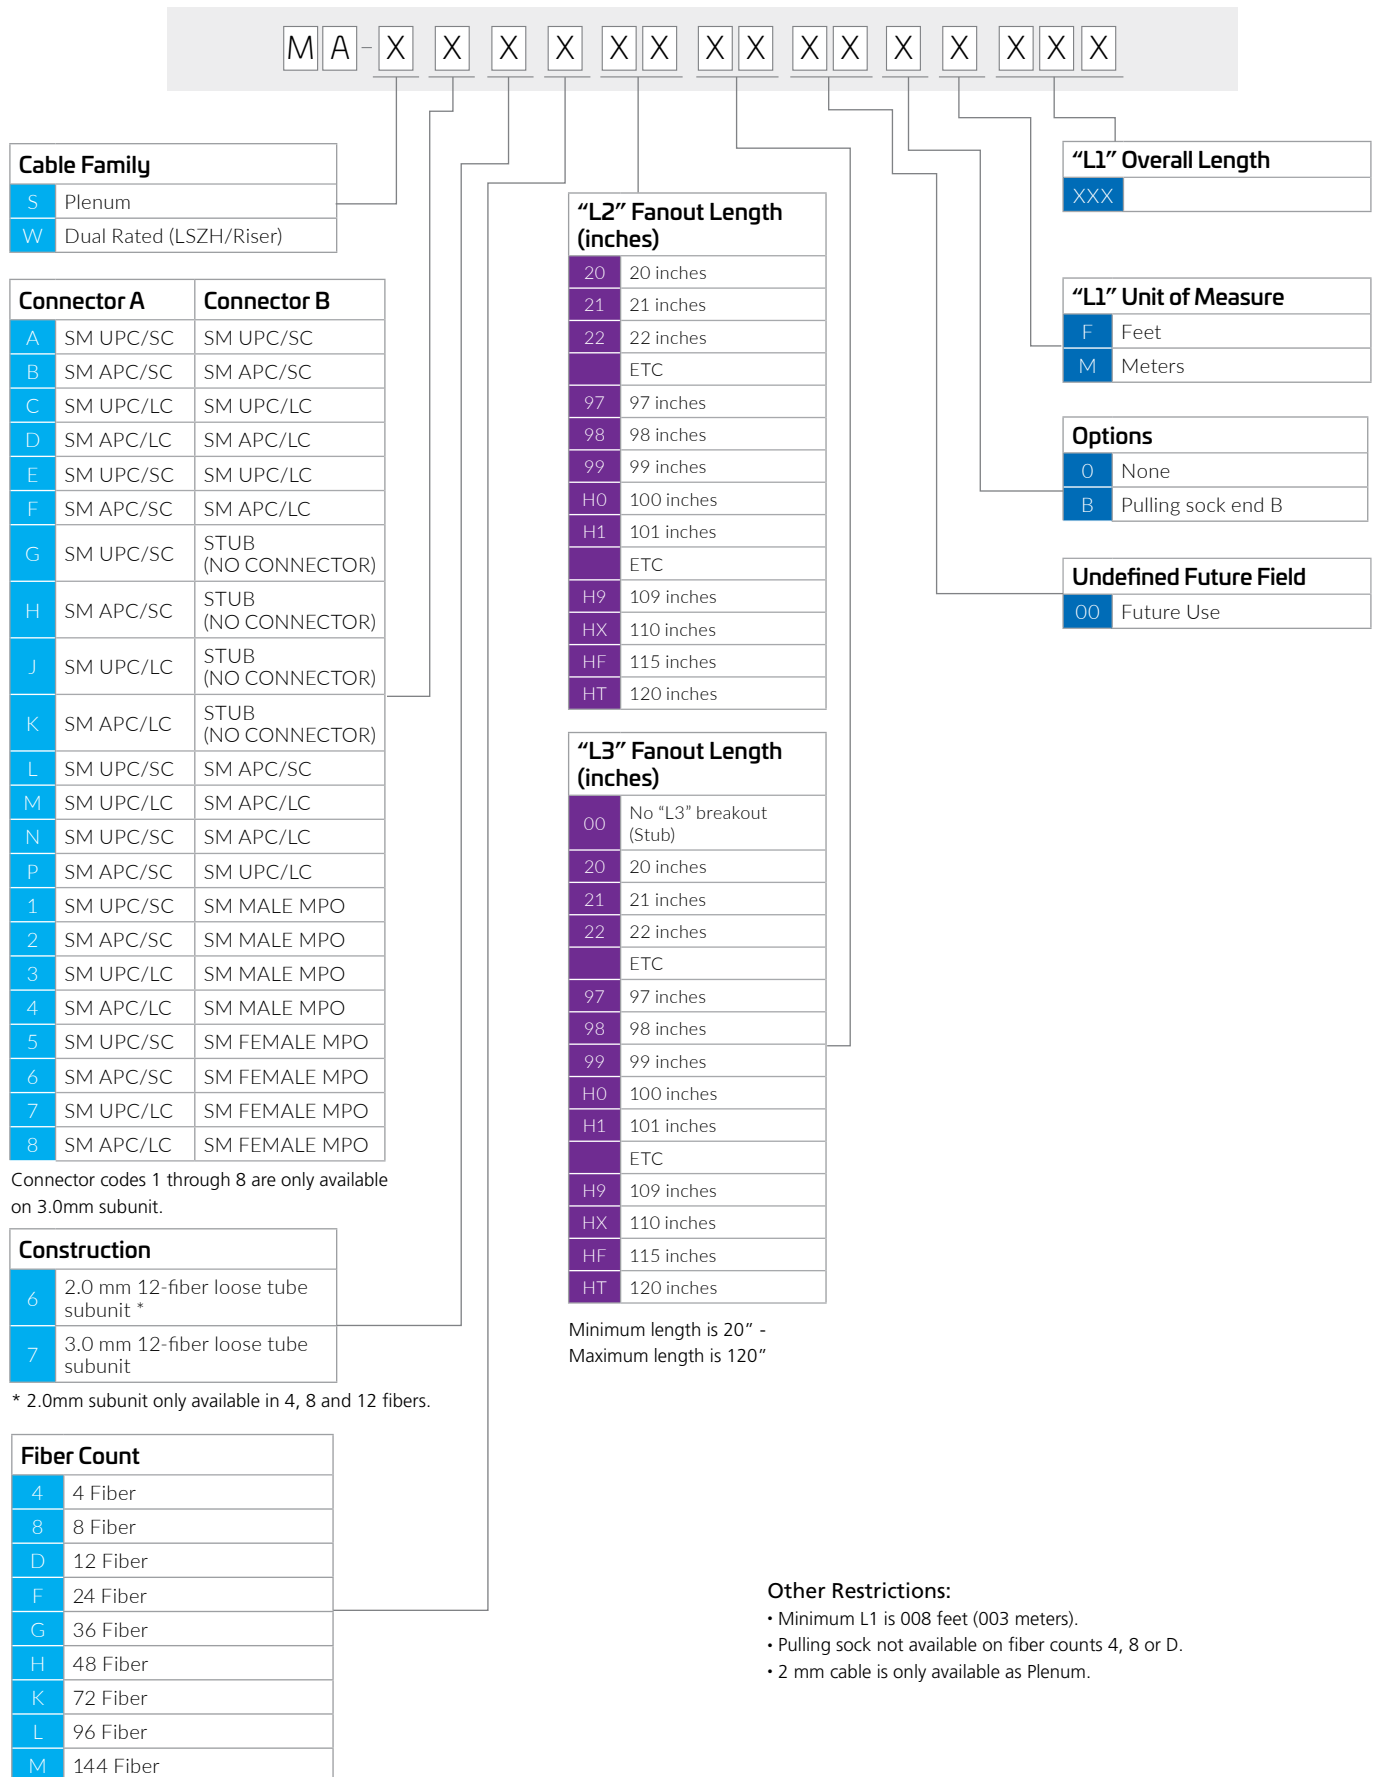 MA-X X X X XX XX XX X X XXX
Cable Family
S Plenum
W Dual Rated (LSZH/Riser)
Connector A Connector B
A SM UPC/SC SM UPC/SC
B SM APC/SC SM APC/SC
C SM UPC/LC SM UPC/LC
D SM APC/LC SM APC/LC
E SM UPC/SC SM UPC/LC
F SM APC/SC SM APC/LC
G SM UPC/SC STUB
(NO CONNECTOR)
H SM APC/SC STUB
(NO CONNECTOR)
J SM UPC/LC STUB
(NO CONNECTOR)
K SM APC/LC STUB
(NO CONNECTOR)
L SM UPC/SC SM APC/SC
M SM UPC/LC SM APC/LC
N SM UPC/SC SM APC/LC
P SM APC/SC SM UPC/LC
1 SM UPC/SC SM MALE MPO
2 SM APC/SC SM MALE MPO
3 SM UPC/LC SM MALE MPO
4 SM APC/LC SM MALE MPO
5 SM UPC/SC SM FEMALE MPO
6 SM APC/SC SM FEMALE MPO
7 SM UPC/LC SM FEMALE MPO
8 SM APC/LC SM FEMALE MPO
Connector codes 1 through 8 are only available
on 3.0mm subunit.
Construction
6 2.0 mm 12-fiber loose tube
subunit *
7 3.0 mm 12-fiber loose tube
subunit
* 2.0mm subunit only available in 4, 8 and 12 fibers.
Fiber Count
4 4 Fiber
8 8 Fiber
D 12 Fiber
F 24 Fiber
G 36 Fiber
H 48 Fiber
K 72 Fiber
L 96 Fiber
M 144 Fiber
“L2” Fanout Length
(inches)
20 20 inches
21 21 inches
22 22 inches
ETC
97 97 inches
98 98 inches
99 99 inches
H0 100 inches
H1 101 inches
ETC
H9 109 inches
HX 110 inches
HF 115 inches
HT 120 inches
“L3” Fanout Length
(inches)
00 No “L3” breakout
(Stub)
20 20 inches
21 21 inches
22 22 inches
ETC
97 97 inches
98 98 inches
99 99 inches
H0 100 inches
H1 101 inches
ETC
H9 109 inches
HX 110 inches
HF 115 inches
HT 120 inches
Minimum length is 20” -
Maximum length is 120”
“L1” Overall Length
XXX
“L1” Unit of Measure
F Feet
M Meters
Options
0 None
B Pulling sock end B
Undefined Future Field
00 Future Use
Other Restrictions:
• Minimum L1 is 008 feet (003 meters).
• Pulling sock not available on fiber counts 4, 8 or D.
• 2 mm cable is only available as Plenum.